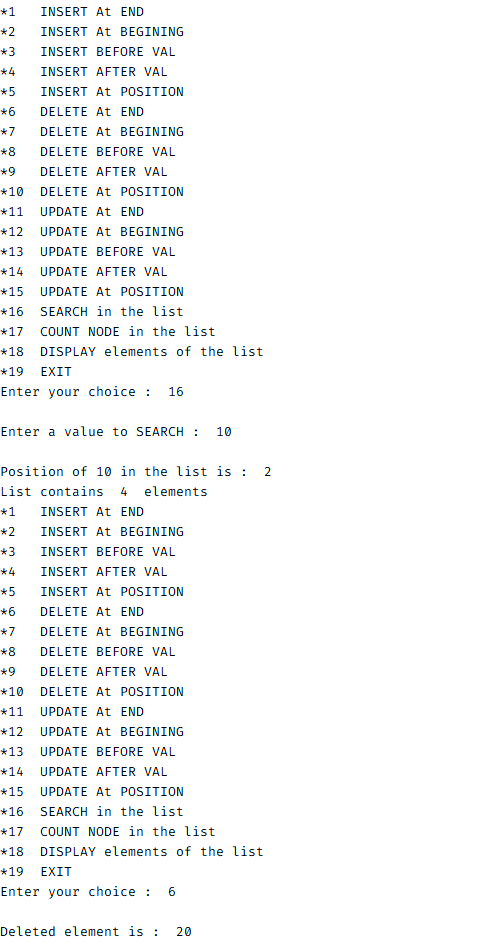 *1   INSERT At END
*2   INSERT At BEGINING
*3   INSERT BEFORE VAL
*4   INSERT AFTER VAL
*5   INSERT At POSITION
*6   DELETE At END
*7   DELETE At BEGINING
*8   DELETE BEFORE VAL
*9   DELETE AFTER VAL
*10  DELETE At POSITION
*11  UPDATE At END
*12  UPDATE At BEGINING
*13  UPDATE BEFORE VAL
*14  UPDATE AFTER VAL
*15  UPDATE At POSITION
*16  SEARCH in the list
*17  COUNT NODE in the list
*18  DISPLAY elements of the list
*19  EXIT
Enter your choice :  16

Enter a value to SEARCH :  10

Position of 10 in the list is :  2
List contains  4  elements
*1   INSERT At END
*2   INSERT At BEGINING
*3   INSERT BEFORE VAL
*4   INSERT AFTER VAL
*5   INSERT At POSITION
*6   DELETE At END
*7   DELETE At BEGINING
*8   DELETE BEFORE VAL
*9   DELETE AFTER VAL
*10  DELETE At POSITION
*11  UPDATE At END
*12  UPDATE At BEGINING
*13  UPDATE BEFORE VAL
*14  UPDATE AFTER VAL
*15  UPDATE At POSITION
*16  SEARCH in the list
*17  COUNT NODE in the list
*18  DISPLAY elements of the list
*19  EXIT
Enter your choice :  6

Deleted element is :  20